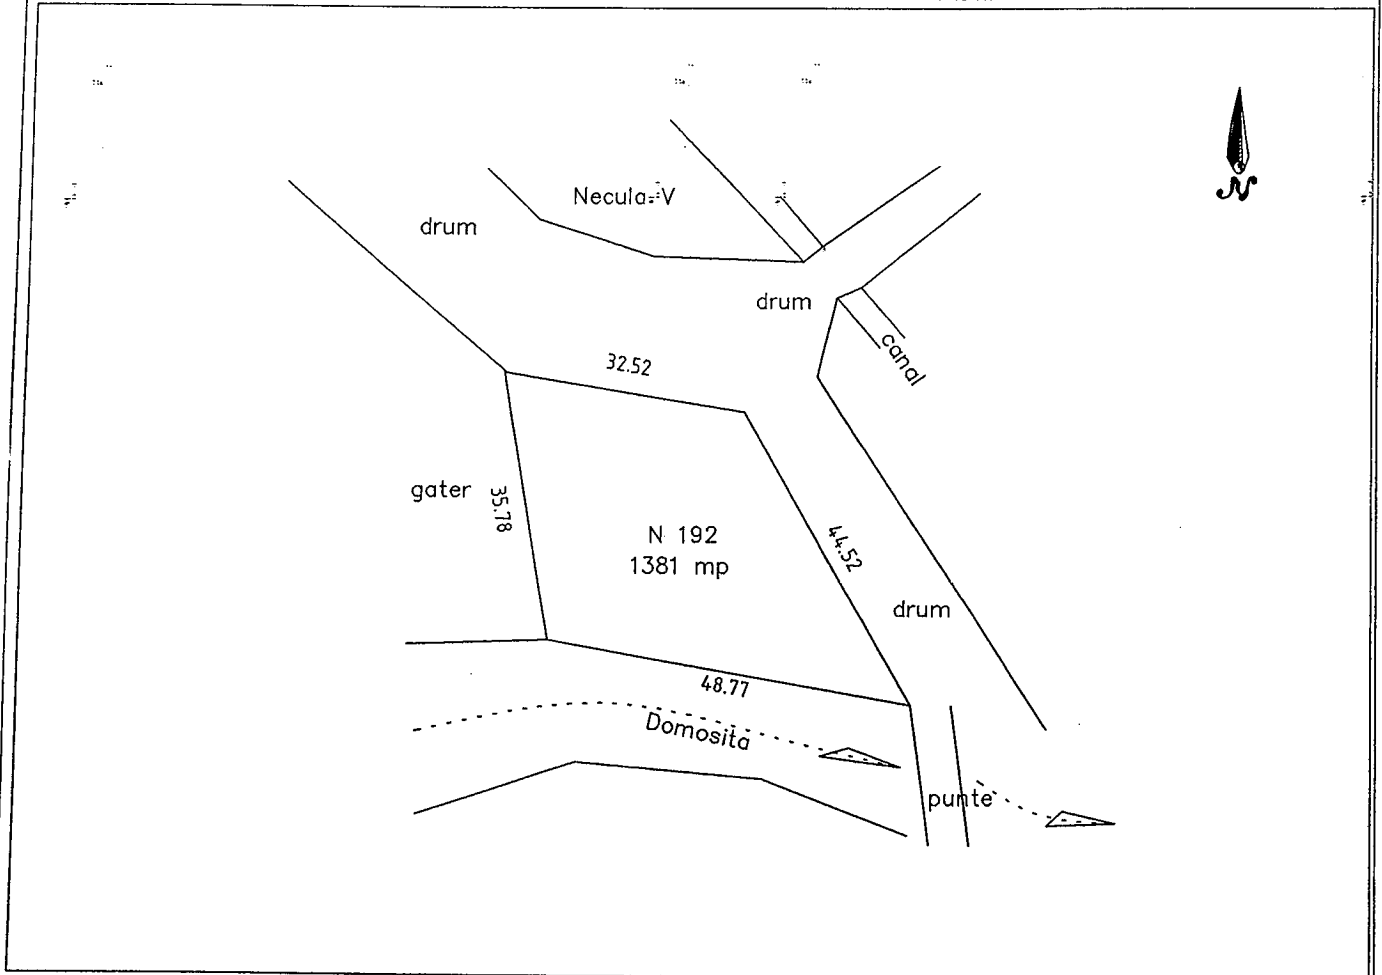 N
Necula V
drum
drum
canal
32.52
gater
35.78
N 192
1381 mp
44.52
drum
48.77
Domosita
punte